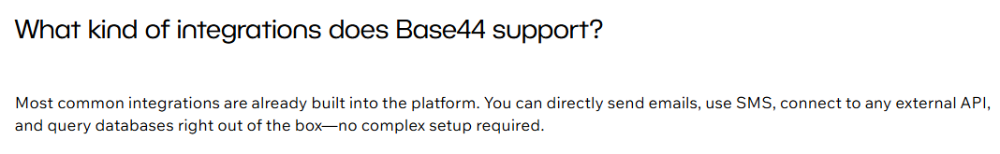 What kind of integrations does Base44 support?
Most common integrations are already built into the platform. You can directly send emails, use SMS, connect to any external API,
and query databases right out of the box—no complex setup required.